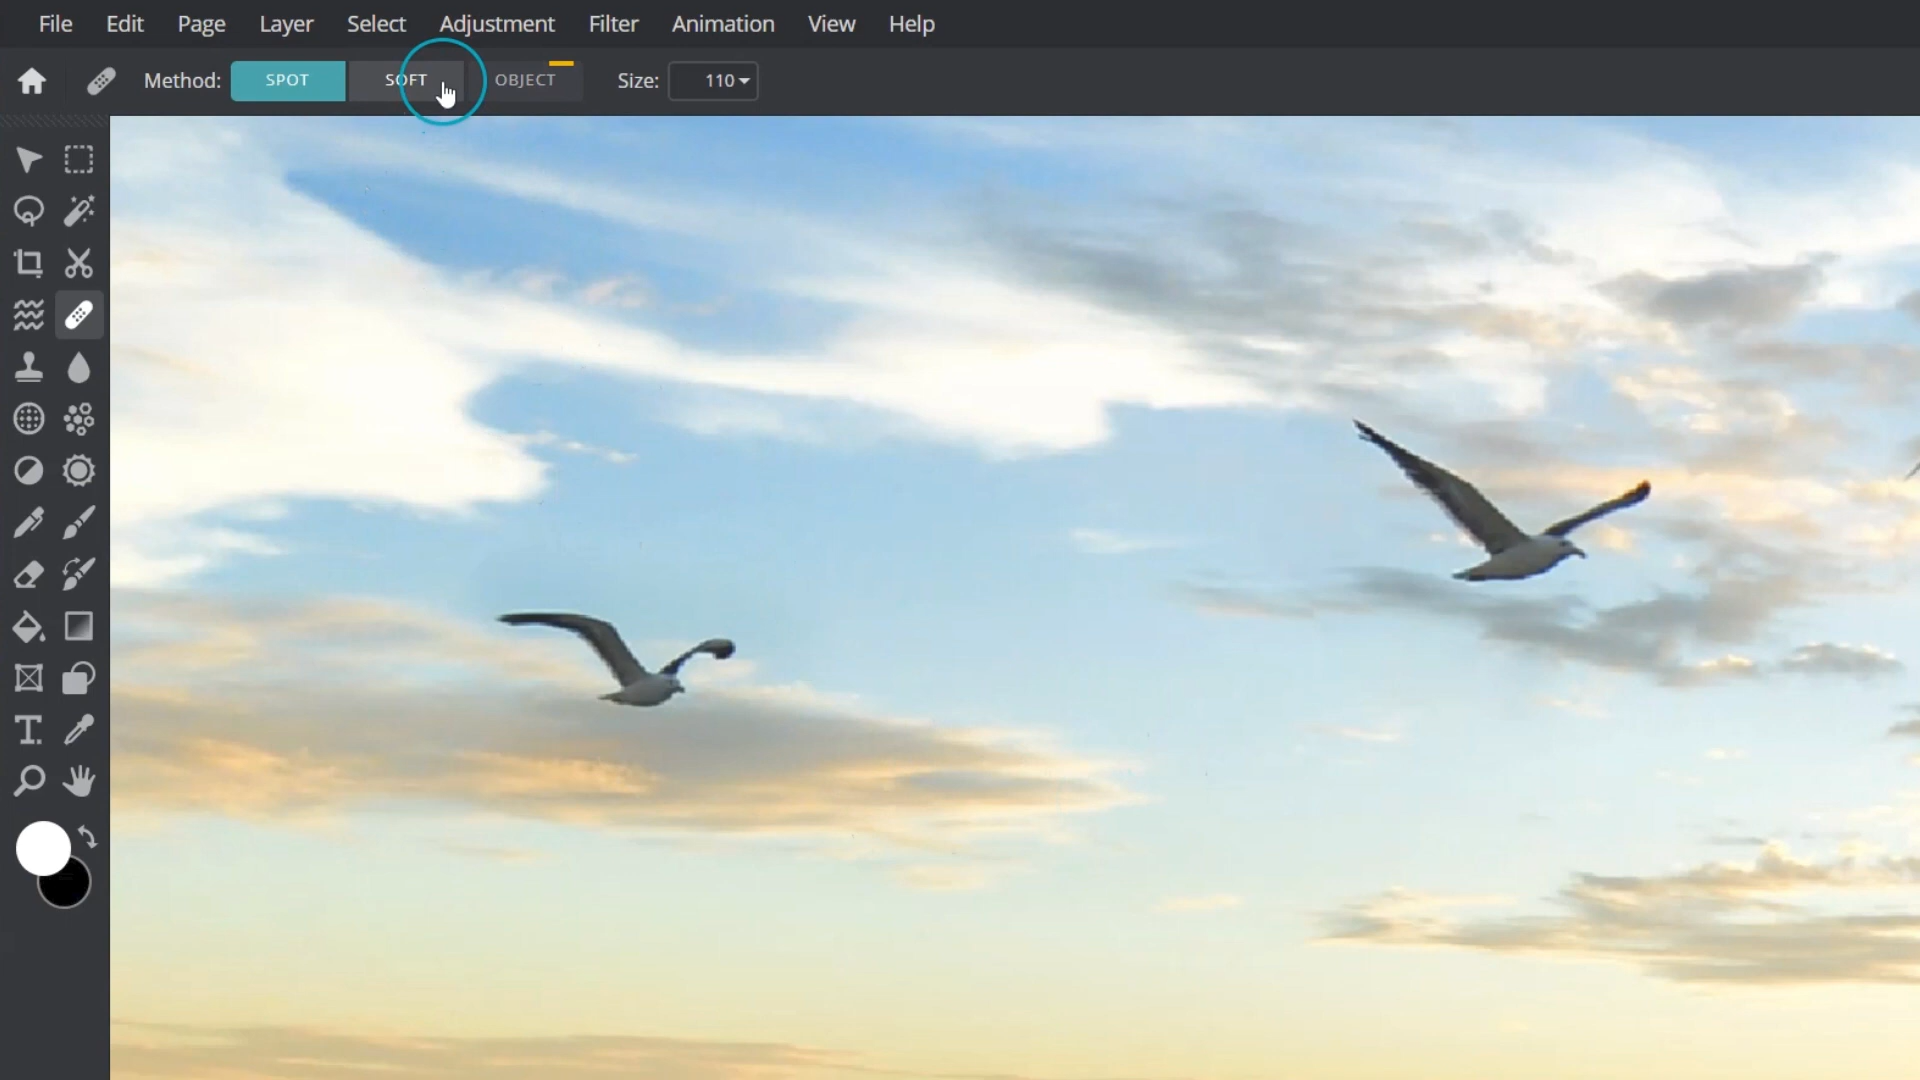 File Edit Page Layer Select Adjustment Filter Animation View Help
Method: SPOT SOFT OBJECT Size: 110
T.